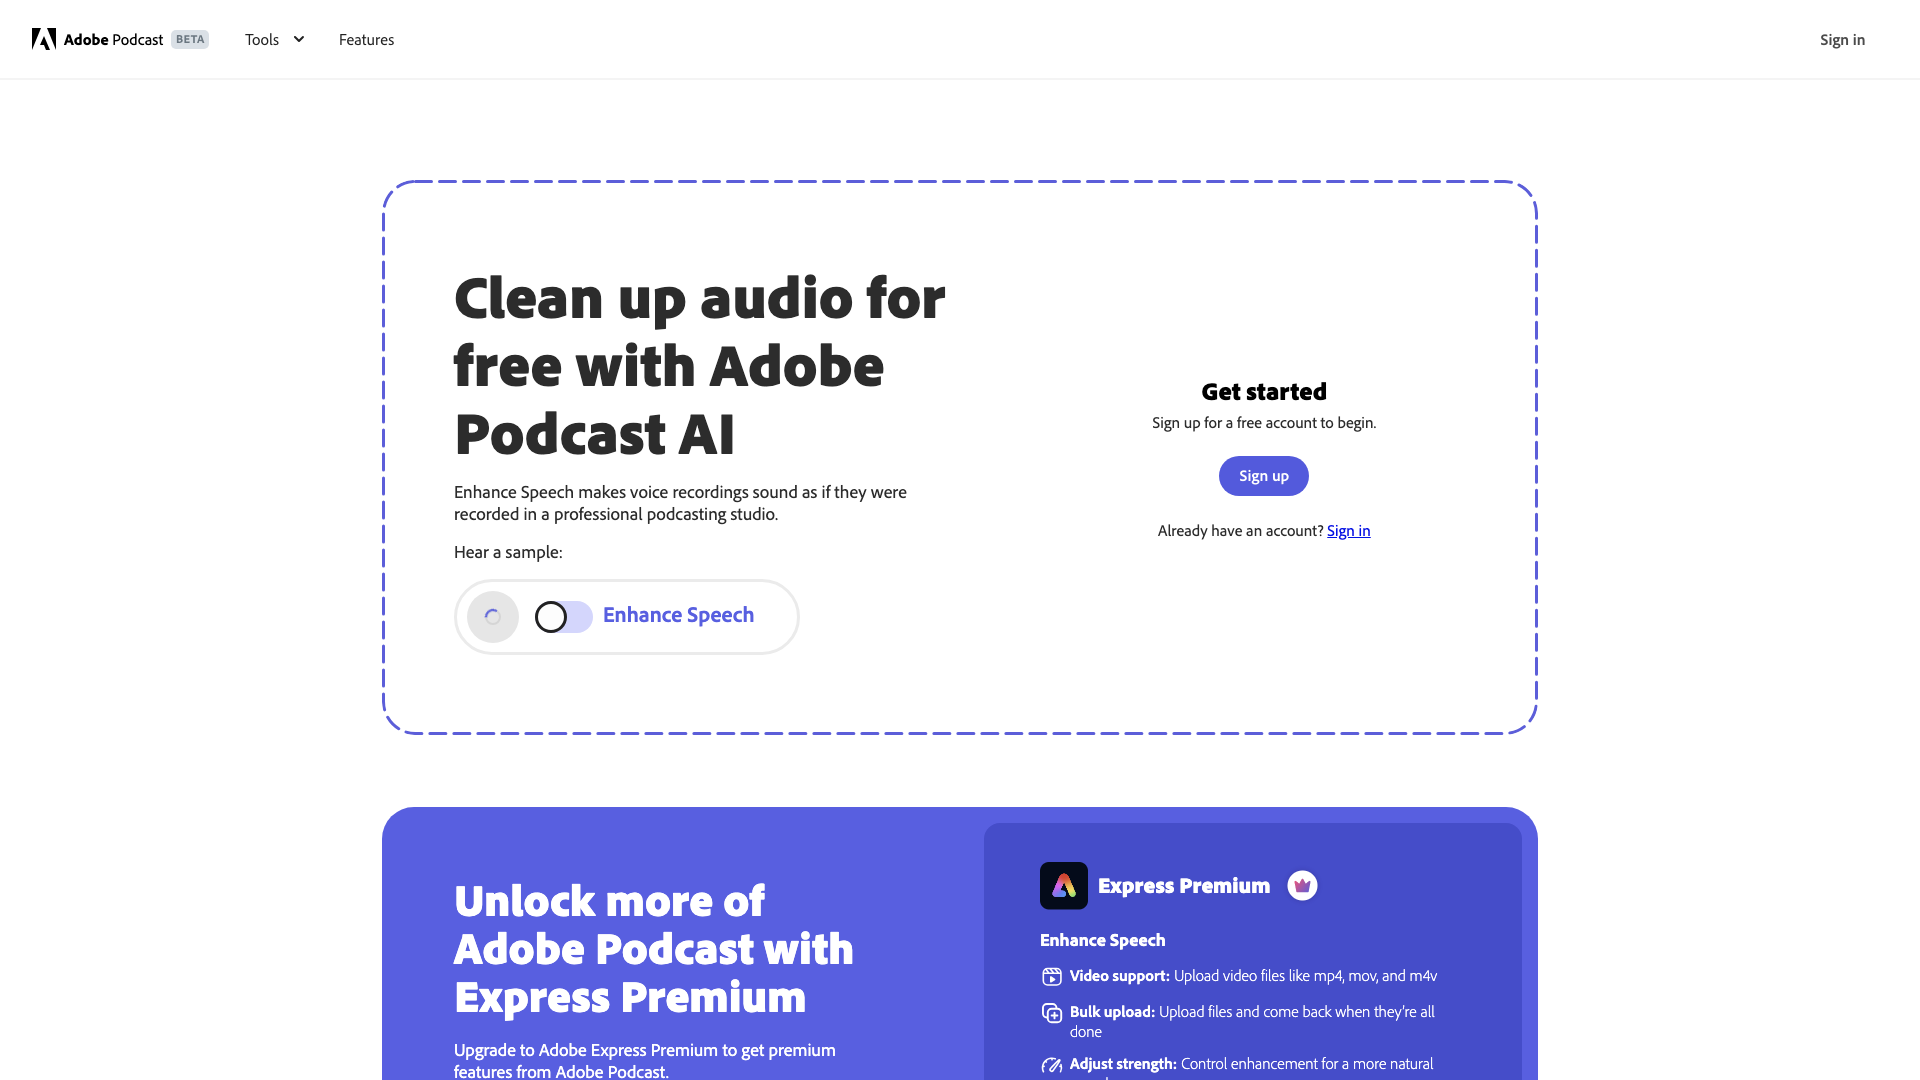 Adobe Podcast BETA
Tools
Features
Sign in
Clean up audio for
free with Adobe
Podcast AI
Enhance Speech makes voice recordings sound as if they were
recorded in a professional podcasting studio.
Hear a sample:
Enhance Speech
Get started
Sign up for a free account to begin.
Sign up
Already have an account? Sign in
Unlock more of
Adobe Podcast with
Express Premium
Upgrade to Adobe Express Premium to get premium
features from Adobe Podcast.
Express Premium
Enhance Speech
Video support: Upload video files like mp4, mov, and m4v
Bulk upload: Upload files and come back when they're all
done
Adjust strength: Control enhancement for a more natural